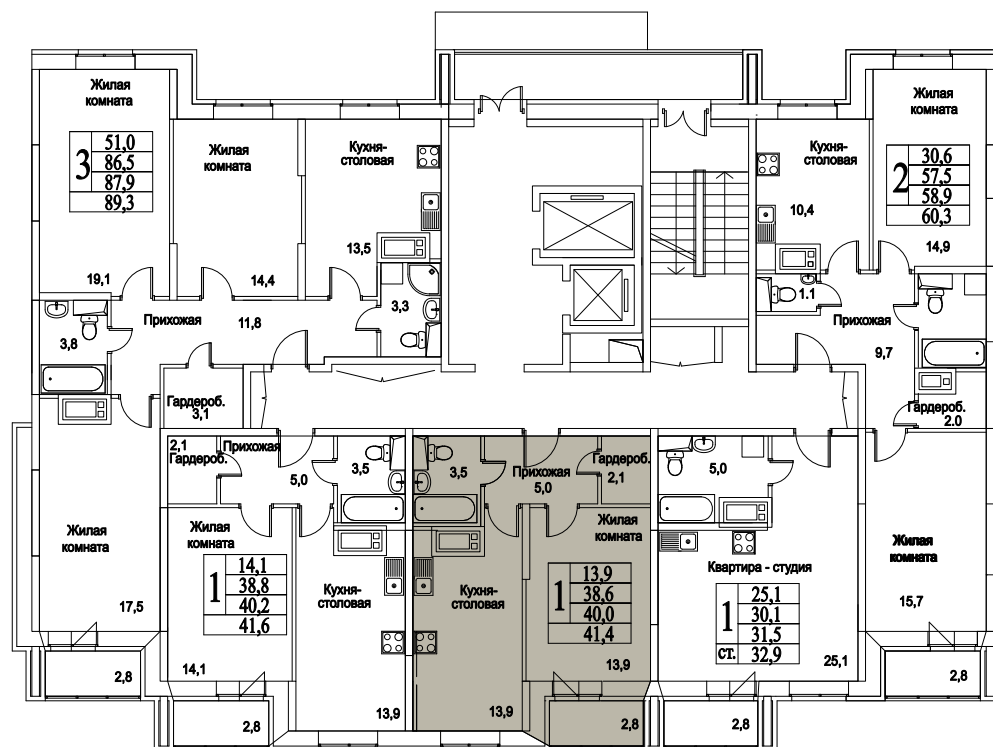 Жилая
комната
3
51,0
86,5
87,9
89,3
19,1
Жилая
комната
14,4
Кухня-
столовая
13,5
3,3
3,8
Прихожая
11,8
Гардероб.
3,1
Жилая
комната
17,5
2,8
Кухня-
столовая
10,4
Жилая
комната
2
30,6
57,5
58,9
60,3
14,9
1.1
Прихожая
9,7
Гардероб.
2.0
Жилая
комната
15,7
2,8
2,1
Гардероб.
Прихожая
5,0
3,5
Жилая
комната
1
14,1
38,8
40,2
41,6
14,1
Кухня-
столовая
13,9
2,8
3,5
Прихожая
5,0
Гардероб.
2,1
Кухня-
столовая
13,9
Жилая
комната
1
13,9
38,6
40,0
41,4
13,9
2,8
5,0
Квартира - студия
1
ст.
25,1
30,1
31,5
32,9
25,1
2,8